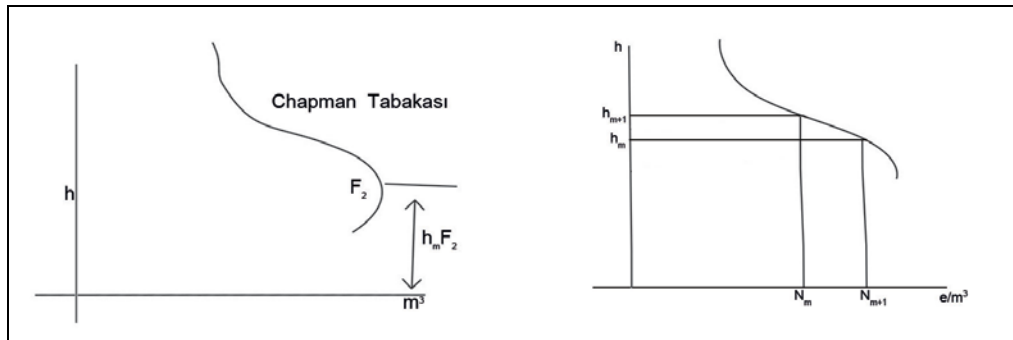 Chapman Tabakası
h
F₂
hₘF₂
m³
h
hₘ₊₁
hₘ
Nₘ
Nₘ₊₁
e/m³